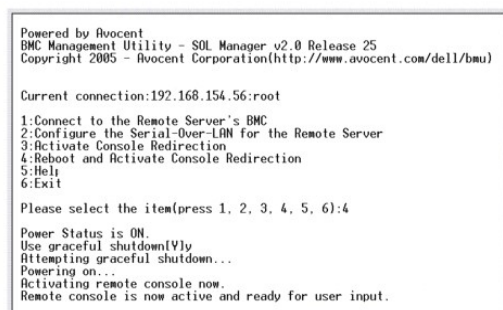 Powered by Avocent
BMC Management Utility - SOL Manager v2.0 Release 25
Copyright 2005 - Avocent Corporation(http://www.avocent.com/dell/bmu)
Current connection:192.168.154.56:root
1:Connect to the Remote Server's BMC
2:Configure the Serial-Over-LAN for the Remote Server
3:Activate Console Redirection
4:Reboot and Activate Console Redirection
5:Help
6:Exit
Please select the item(press 1, 2, 3, 4, 5, 6):4
Power Status is ON.
Use graceful shutdown[Y]y
Attempting graceful shutdown...
Powering on...
Activating remote console now.
Remote console is now active and ready for user input.